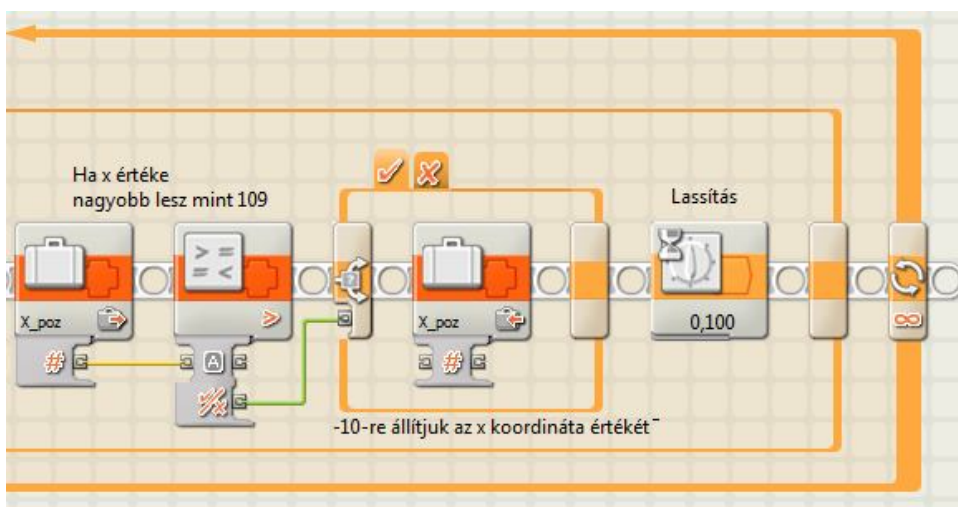 Ha x értéke
nagyobb lesz mint 109
Lassítás
> =
= <
X_poz
>
X_poz
0,100
#
A
#
-10-re állítjuk az x koordináta értékét